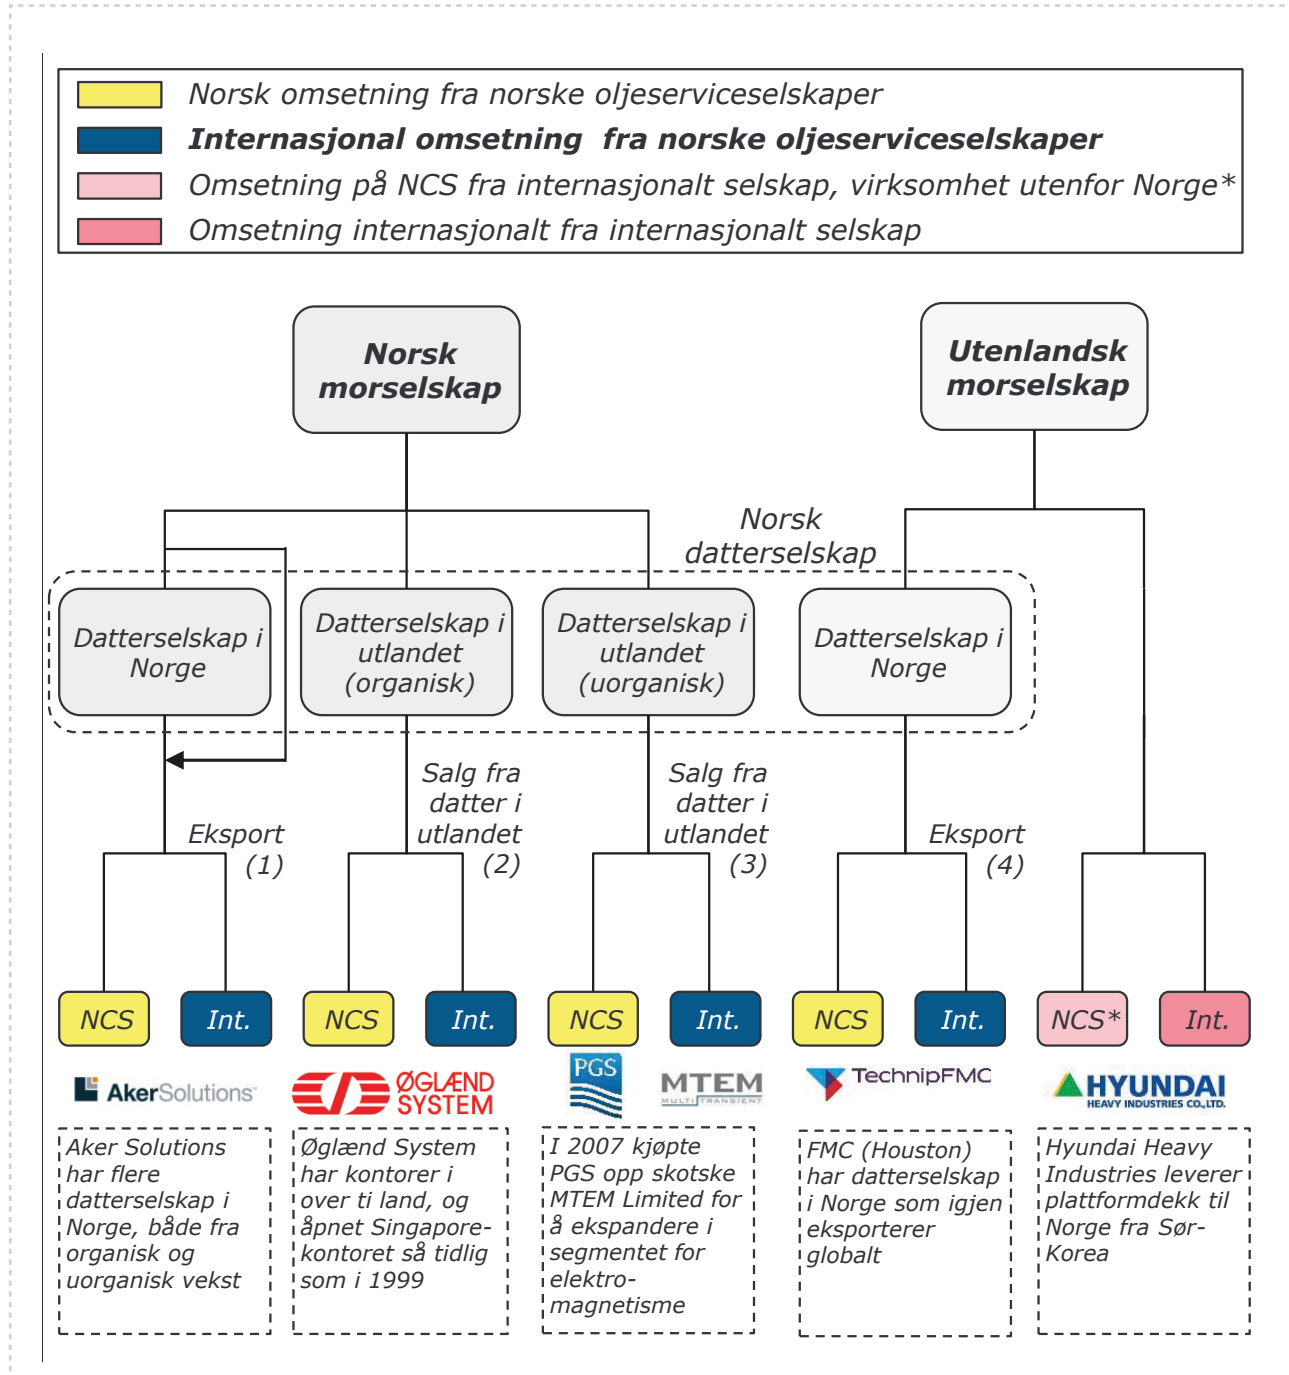 Norsk omsetning fra norske oljeserviceselskaper
Internasjonal omsetning fra norske oljeserviceselskaper
Omsetning på NCS fra internasjonalt selskap, virksomhet utenfor Norge*
Omsetning internasjonalt fra internasjonalt selskap
Norsk
morselskap
Utenlandsk
morselskap
Norsk
datterselskap
Datterselskap i
Norge
Datterselskap i
utlandet
(organisk)
Datterselskap i
utlandet
(uorganisk)
Datterselskap i
Norge
Eksport
(1)
Salg fra
datter i
utlandet
(2)
Salg fra
datter i
utlandet
(3)
Eksport
(4)
NCS
Int.
NCS
Int.
NCS
Int.
NCS
Int.
NCS*
Int.
AkerSolutions™
ØGLÆND
SYSTEM
PGS
MTEM
MULTI TRANSIENT
TechnipFMC
HYUNDAI
HEAVY INDUSTRIES CO.,LTD.
Aker Solutions
har flere
datterselskap i
Norge, både fra
organisk og
uorganisk vekst
Øglænd System
har kontorer i
over ti land, og
åpnet Singapore-
kontoret så tidlig
som i 1999
I 2007 kjøpte
PGS opp skotske
MTEM Limited for
å ekspandere i
segmentet for
elektro-
magnetisme
FMC (Houston)
har datterselskap
i Norge som igjen
eksporterer
globalt
Hyundai Heavy
Industries leverer
plattformdekk til
Norge fra Sør-
Korea